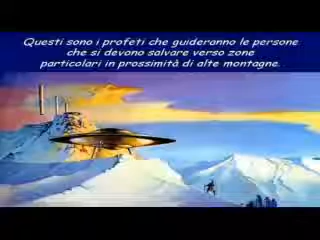 Questi sono i profeti che guideranno le persone
che si devono salvare verso zone
particolari in prossimità di alte montagne.